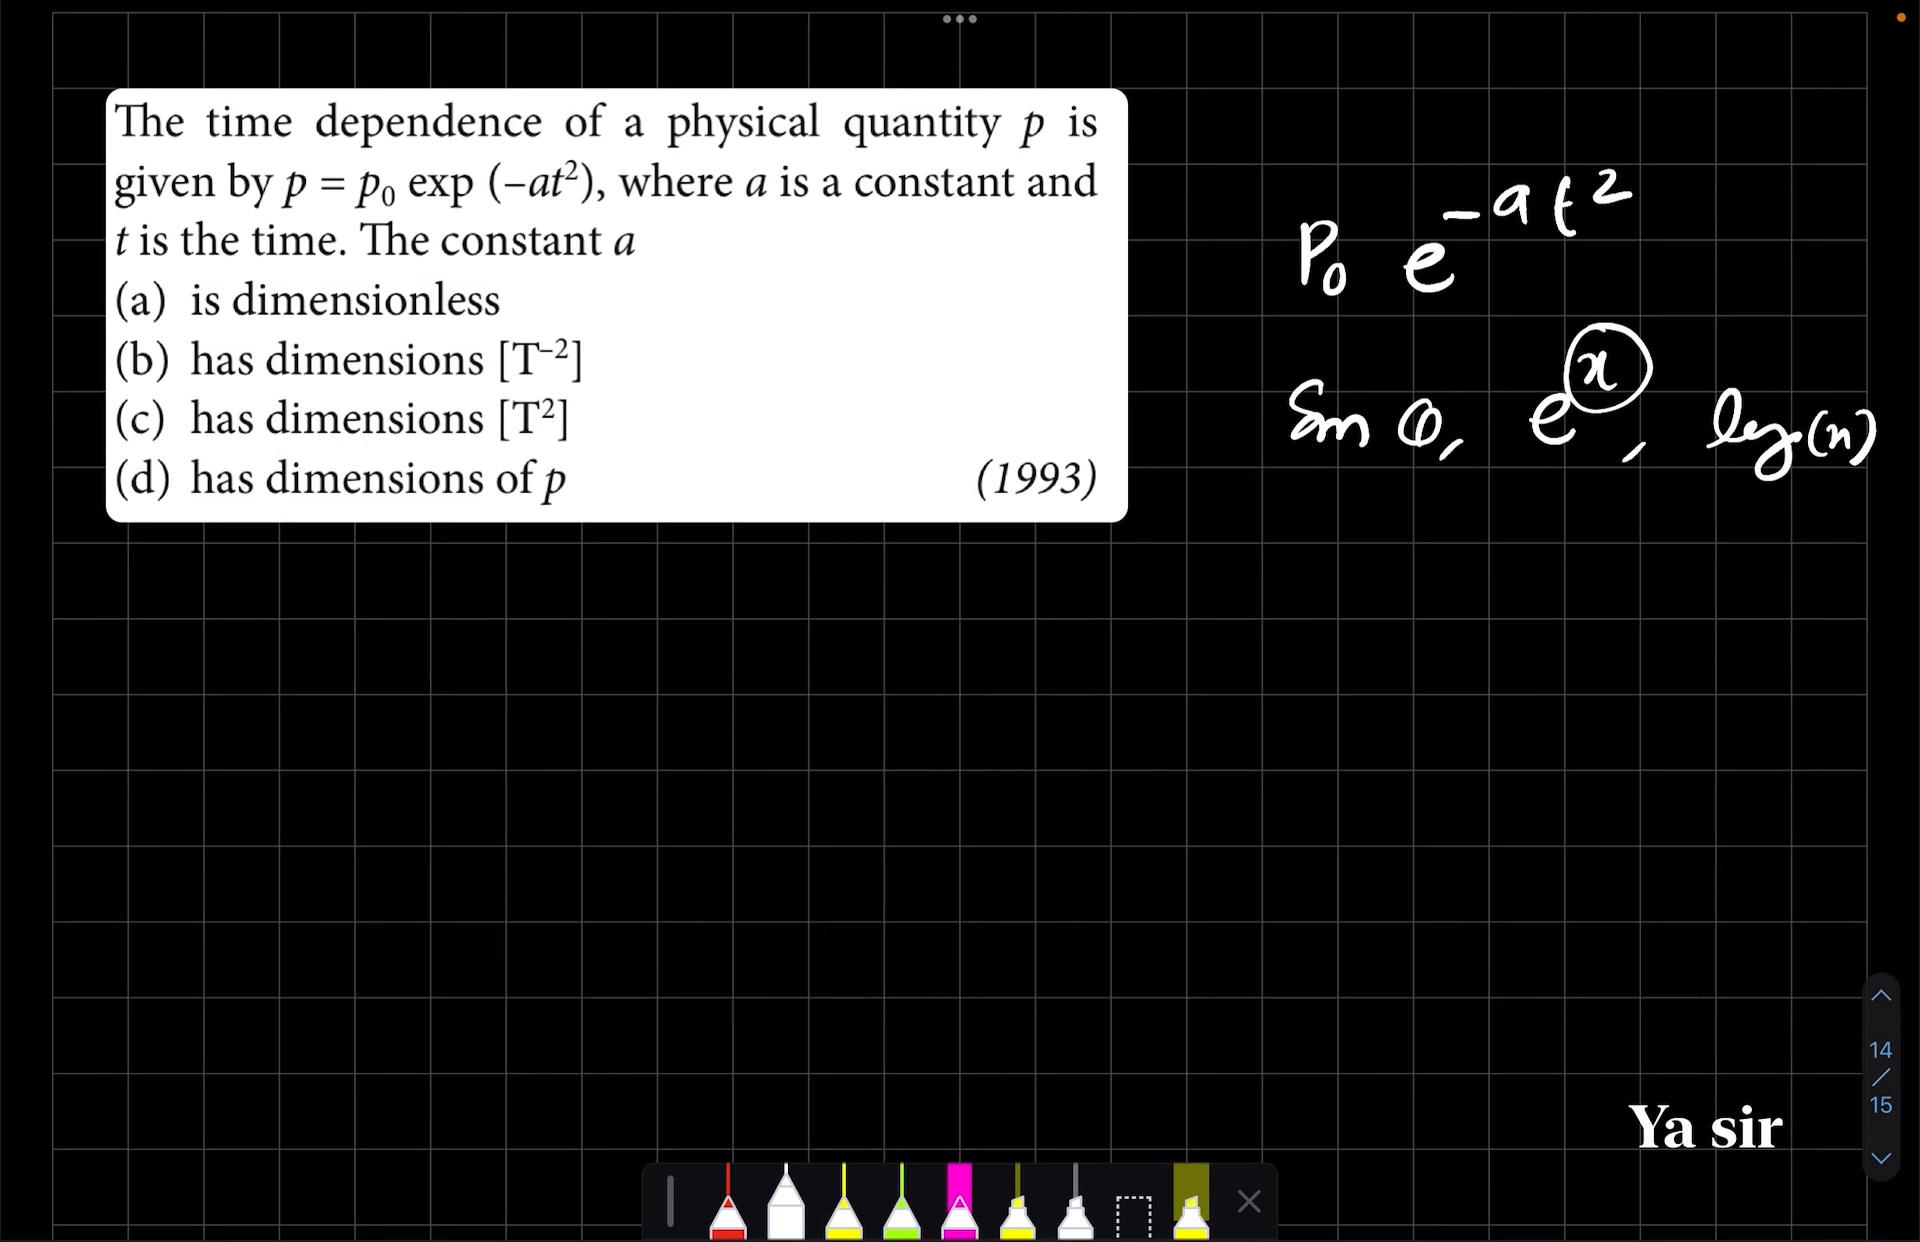 The time dependence of a physical quantity p is
given by p = p₀ exp (–at²), where a is a constant and
t is the time. The constant a
(a) is dimensionless
(b) has dimensions [T⁻²]
(c) has dimensions [T²]
(d) has dimensions of p (1993)
P₀ e^-at²
Sin θ, e^x, log(x)
14
/
15
Ya sir